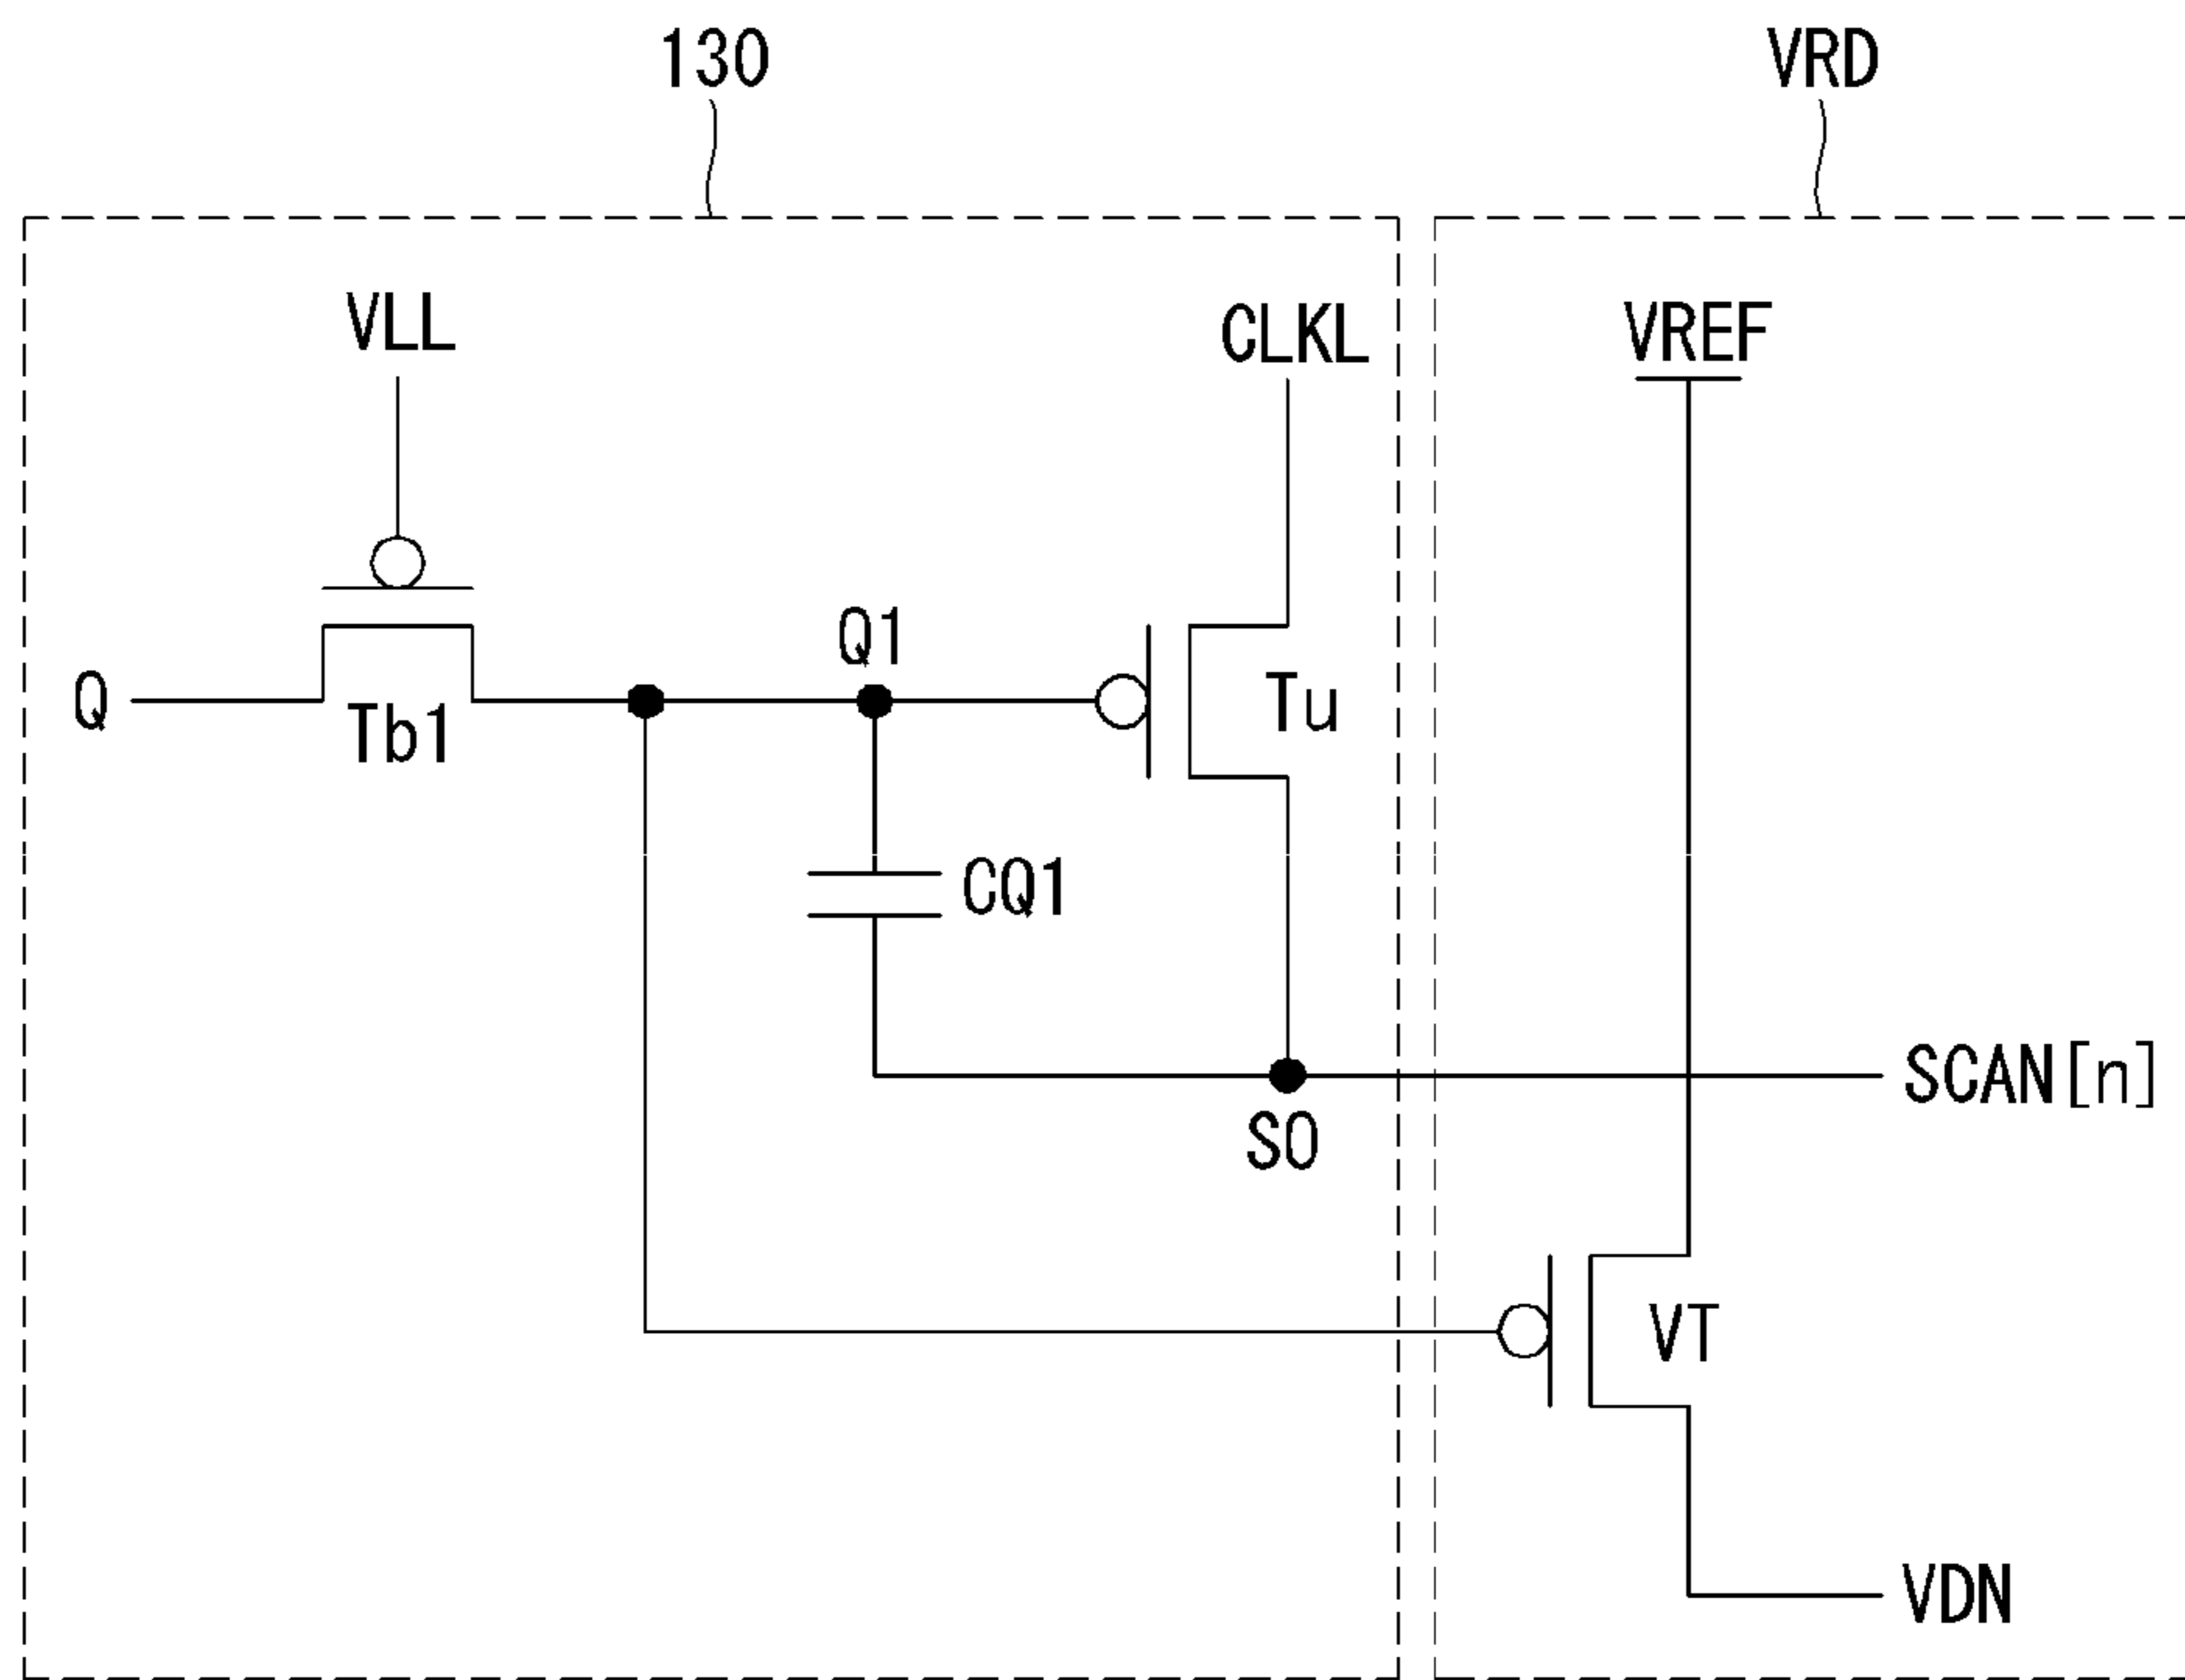 130
VRD
VLL
CLKL
VREF
Q
Tb1
Q1
Tu
CQ1
SCAN[n]
SO
VT
VDN